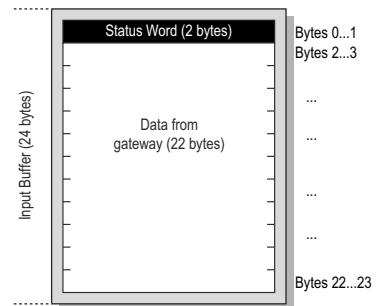 Status Word (2 bytes)
Bytes 0...1
Bytes 2...3
Input Buffer (24 bytes)
Data from
gateway (22 bytes)
...
...
...
...
Bytes 22...23